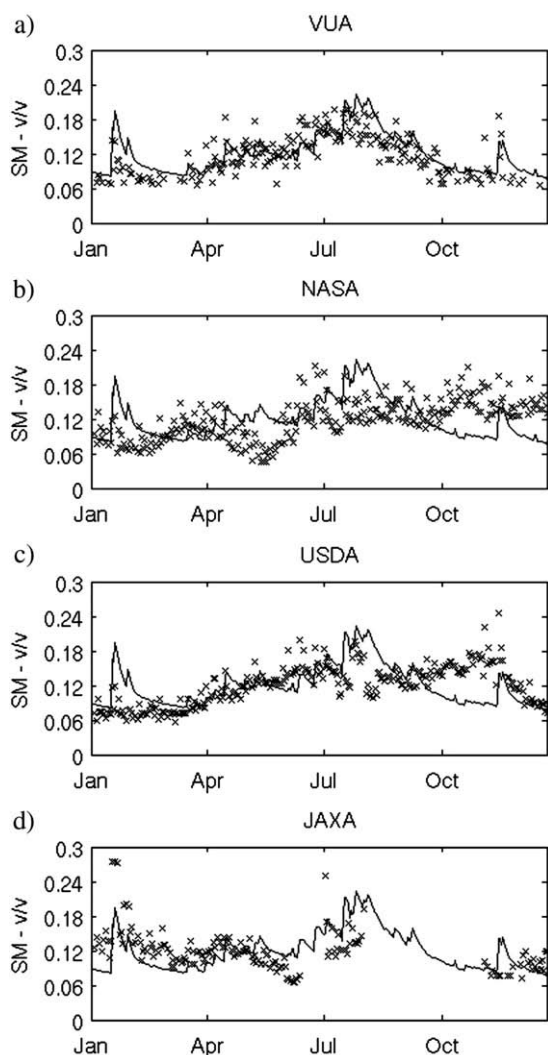 a)
VUA
0.3
0.24
0.18
0.12
0.06
0
SM - v/v
Jan Apr Jul Oct
b)
NASA
0.3
0.24
0.18
0.12
0.06
0
SM - v/v
Jan Apr Jul Oct
c)
USDA
0.3
0.24
0.18
0.12
0.06
0
SM - v/v
Jan Apr Jul Oct
d)
JAXA
0.3
0.24
0.18
0.12
0.06
0
SM - v/v
Jan Apr Jul Oct